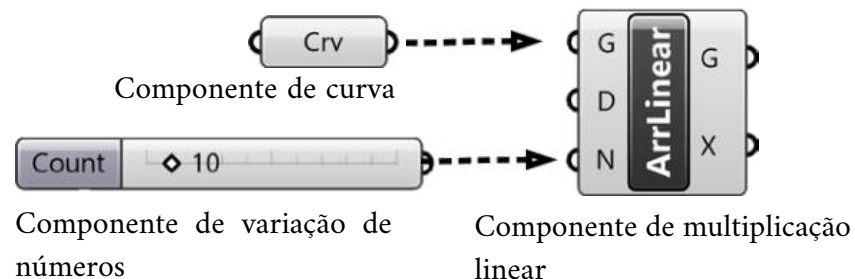 Crv
Componente de curva
Count
10
Componente de variação de
números
G
D
N
ArrLinear
G
X
Componente de multiplicação
linear